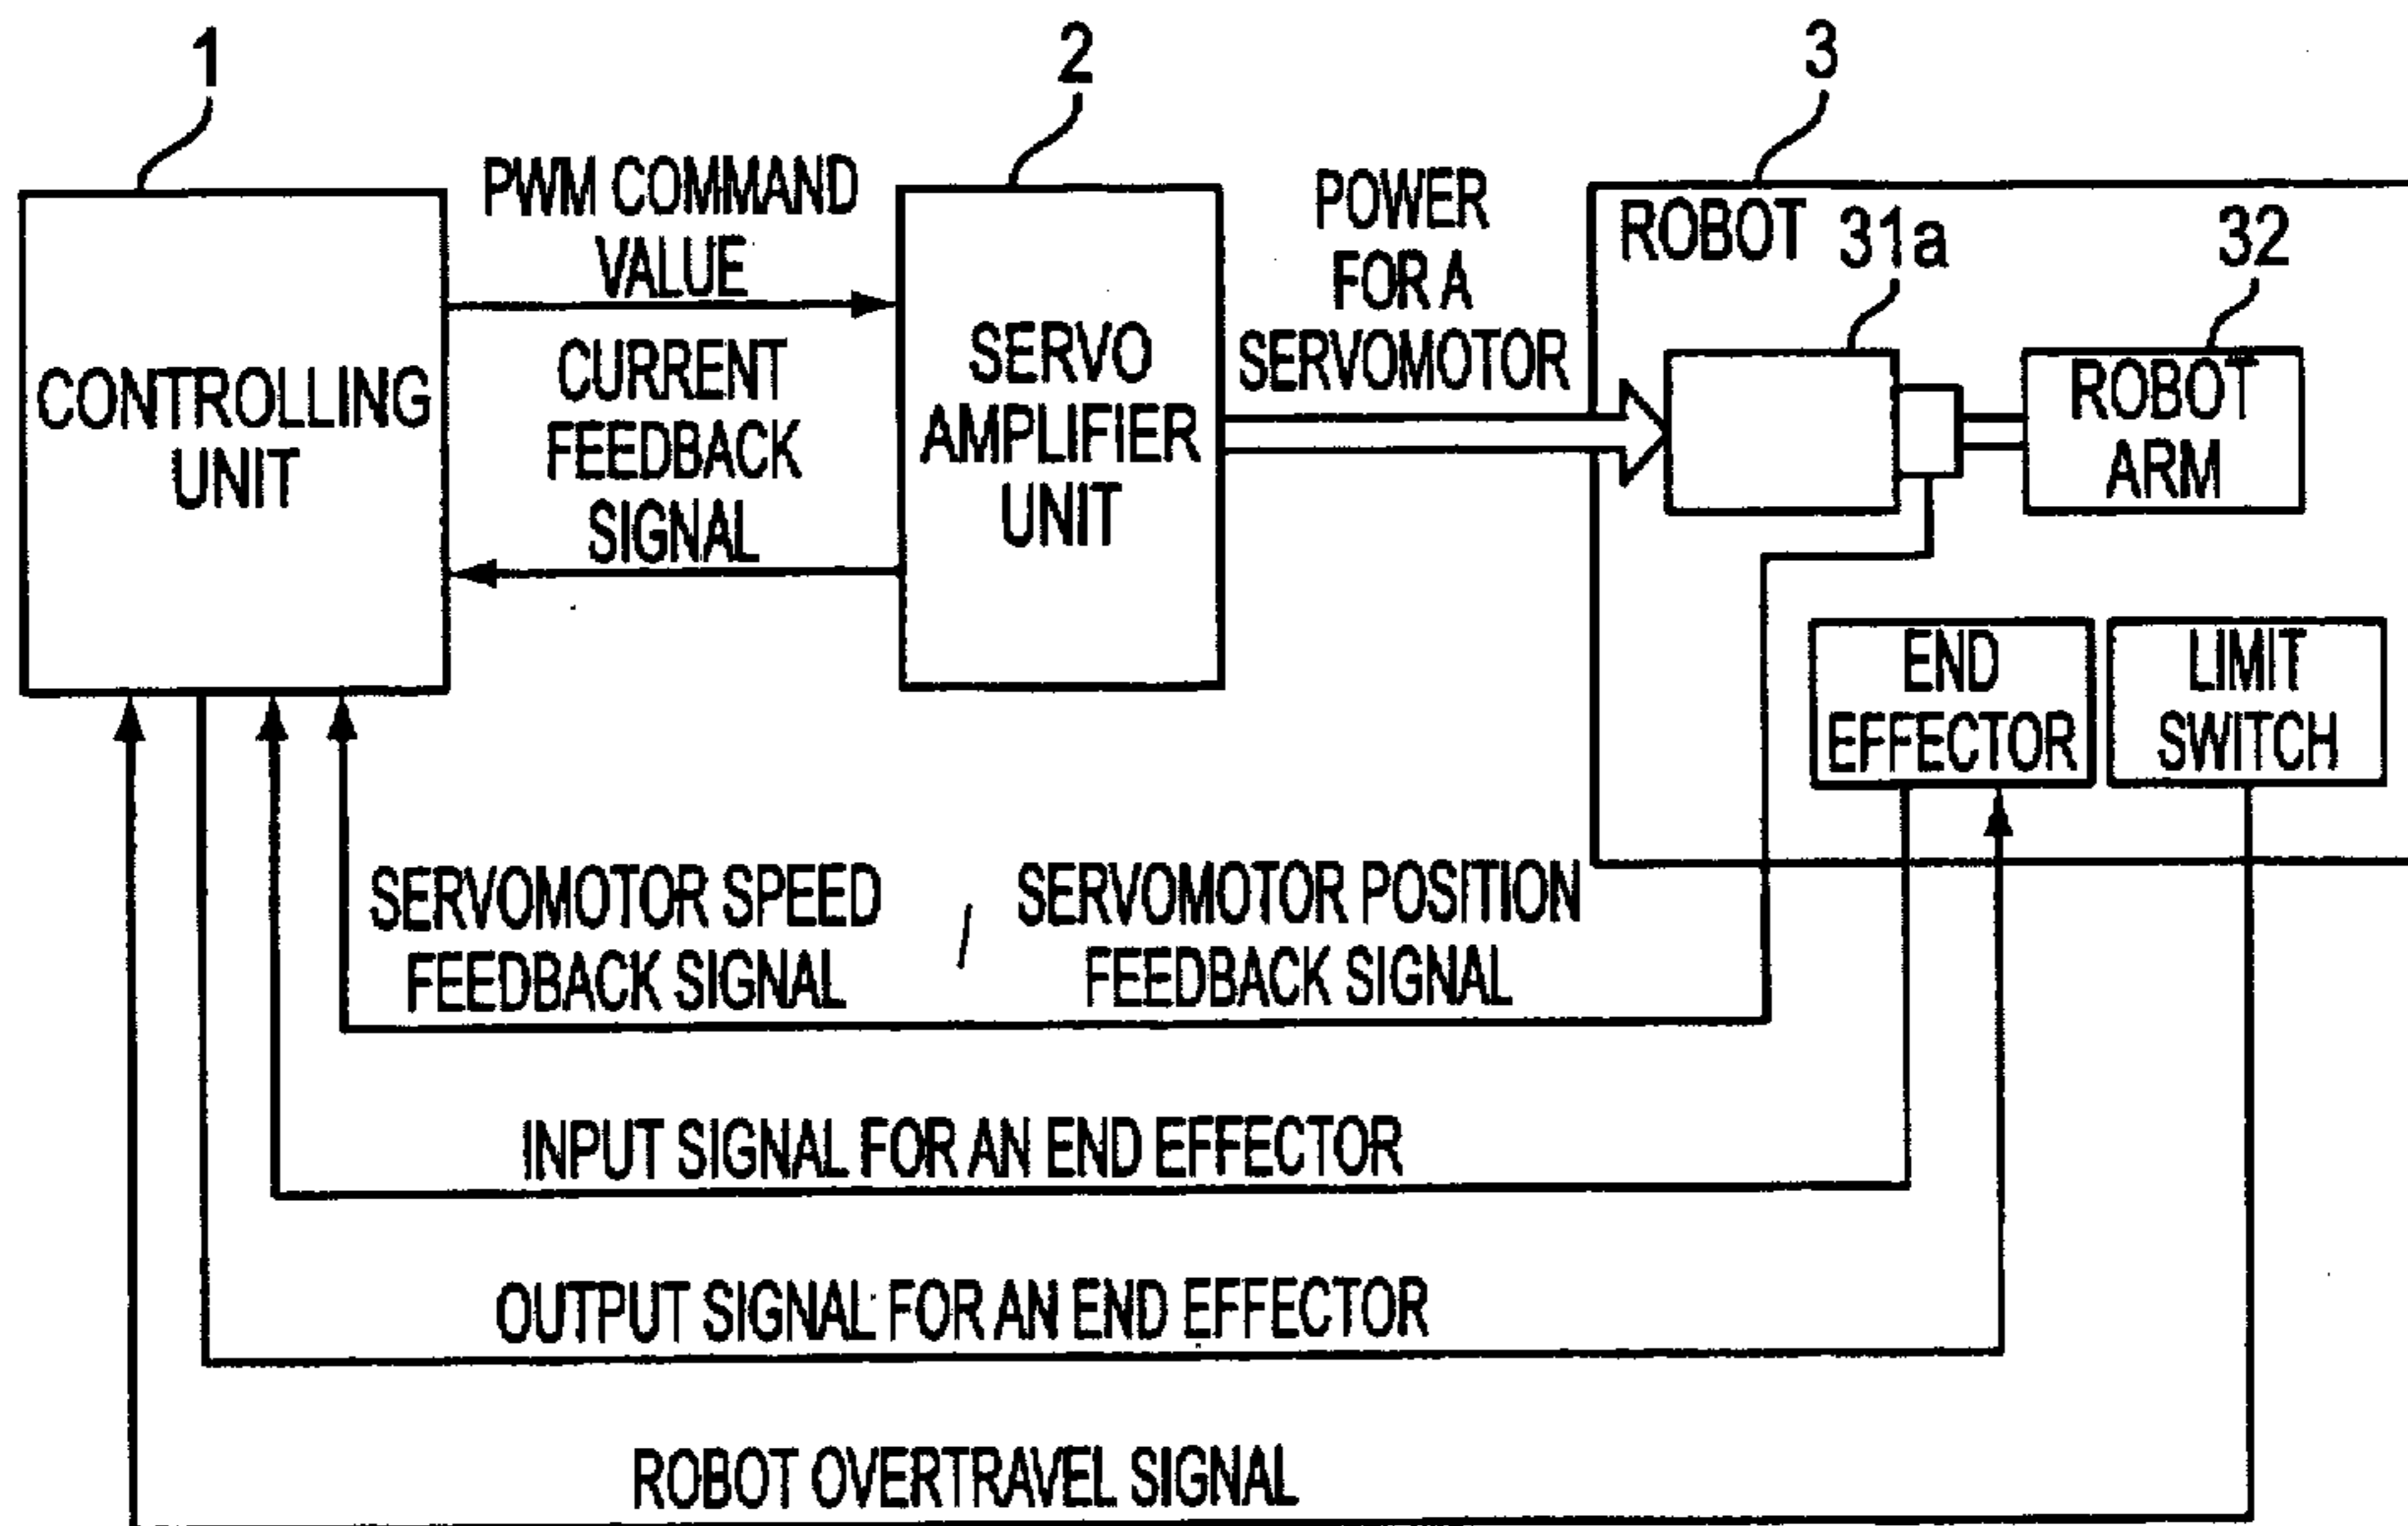 1
2
3
PWM COMMAND
VALUE
POWER
FOR A
SERVOMOTOR
ROBOT
31a
32
CONTROLLING
UNIT
CURRENT
FEEDBACK
SIGNAL
SERVO
AMPLIFIER
UNIT
ROBOT
ARM
END
EFFECTOR
LIMIT
SWITCH
SERVOMOTOR SPEED
FEEDBACK SIGNAL
/
SERVOMOTOR POSITION
FEEDBACK SIGNAL
INPUT SIGNAL FOR AN END EFFECTOR
OUTPUT SIGNAL FOR AN END EFFECTOR
ROBOT OVERTRAVEL SIGNAL